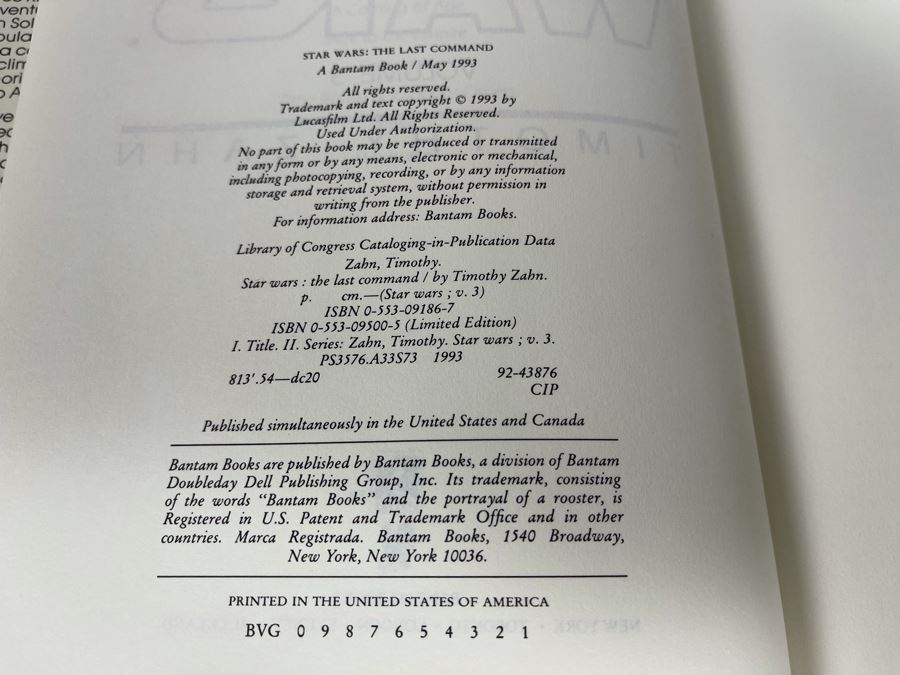 STAR WARS: THE LAST COMMAND
A Bantam Book / May 1993
All rights reserved.
Trademark and text copyright © 1993 by
Lucasfilm Ltd. All Rights Reserved.
Used Under Authorization.
No part of this book may be reproduced or transmitted
in any form or by any means, electronic or mechanical,
including photocopying, recording, or by any information
storage and retrieval system, without permission in
writing from the publisher.
For information address: Bantam Books.
Library of Congress Cataloging-in-Publication Data
Zahn, Timothy.
Star wars : the last command / by Timothy Zahn.
p. cm.—(Star wars ; v. 3)
ISBN 0-553-09186-7
ISBN 0-553-09500-5 (Limited Edition)
I. Title. II. Series: Zahn, Timothy. Star wars ; v. 3.
PS3576.A33S73 1993
813'.54—dc20 92-43876
CIP
Published simultaneously in the United States and Canada
Bantam Books are published by Bantam Books, a division of Bantam
Doubleday Dell Publishing Group, Inc. Its trademark, consisting
of the words "Bantam Books" and the portrayal of a rooster, is
Registered in U.S. Patent and Trademark Office and in other
countries. Marca Registrada. Bantam Books, 1540 Broadway,
New York, New York 10036.
PRINTED IN THE UNITED STATES OF AMERICA
BVG 0 9 8 7 6 5 4 3 2 1